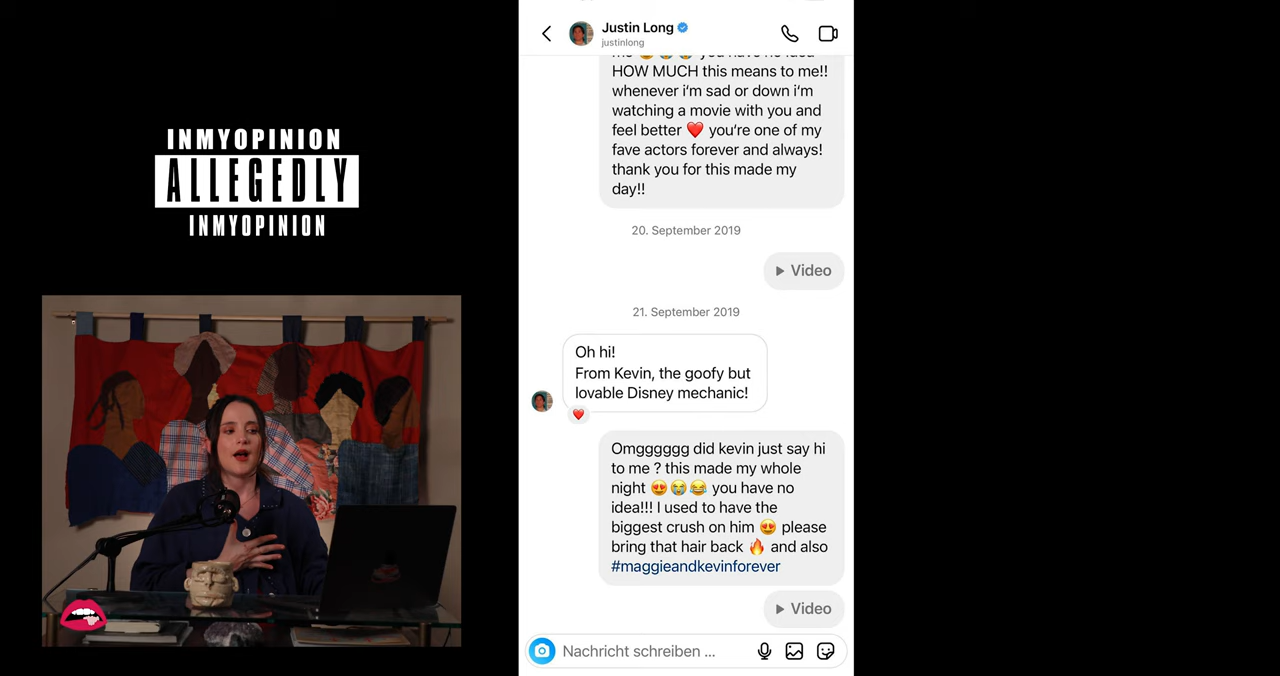 INMYOPINION
ALLEGEDLY
INMYOPINION
Justin Long
justinlong
HOW MUCH this means to me!!
whenever i'm sad or down i'm
watching a movie with you and
feel better ❤️ you're one of my
fave actors forever and always!
thank you for this made my
day!!
20. September 2019
Video
21. September 2019
Oh hi!
From Kevin, the goofy but
lovable Disney mechanic!
Omgggggg did kevin just say hi
to me ? this made my whole
night 😍😭😂 you have no
idea!!! I used to have the
biggest crush on him 😍 please
bring that hair back 🔥 and also
#maggieandkevinforever
Video
Nachricht schreiben ...